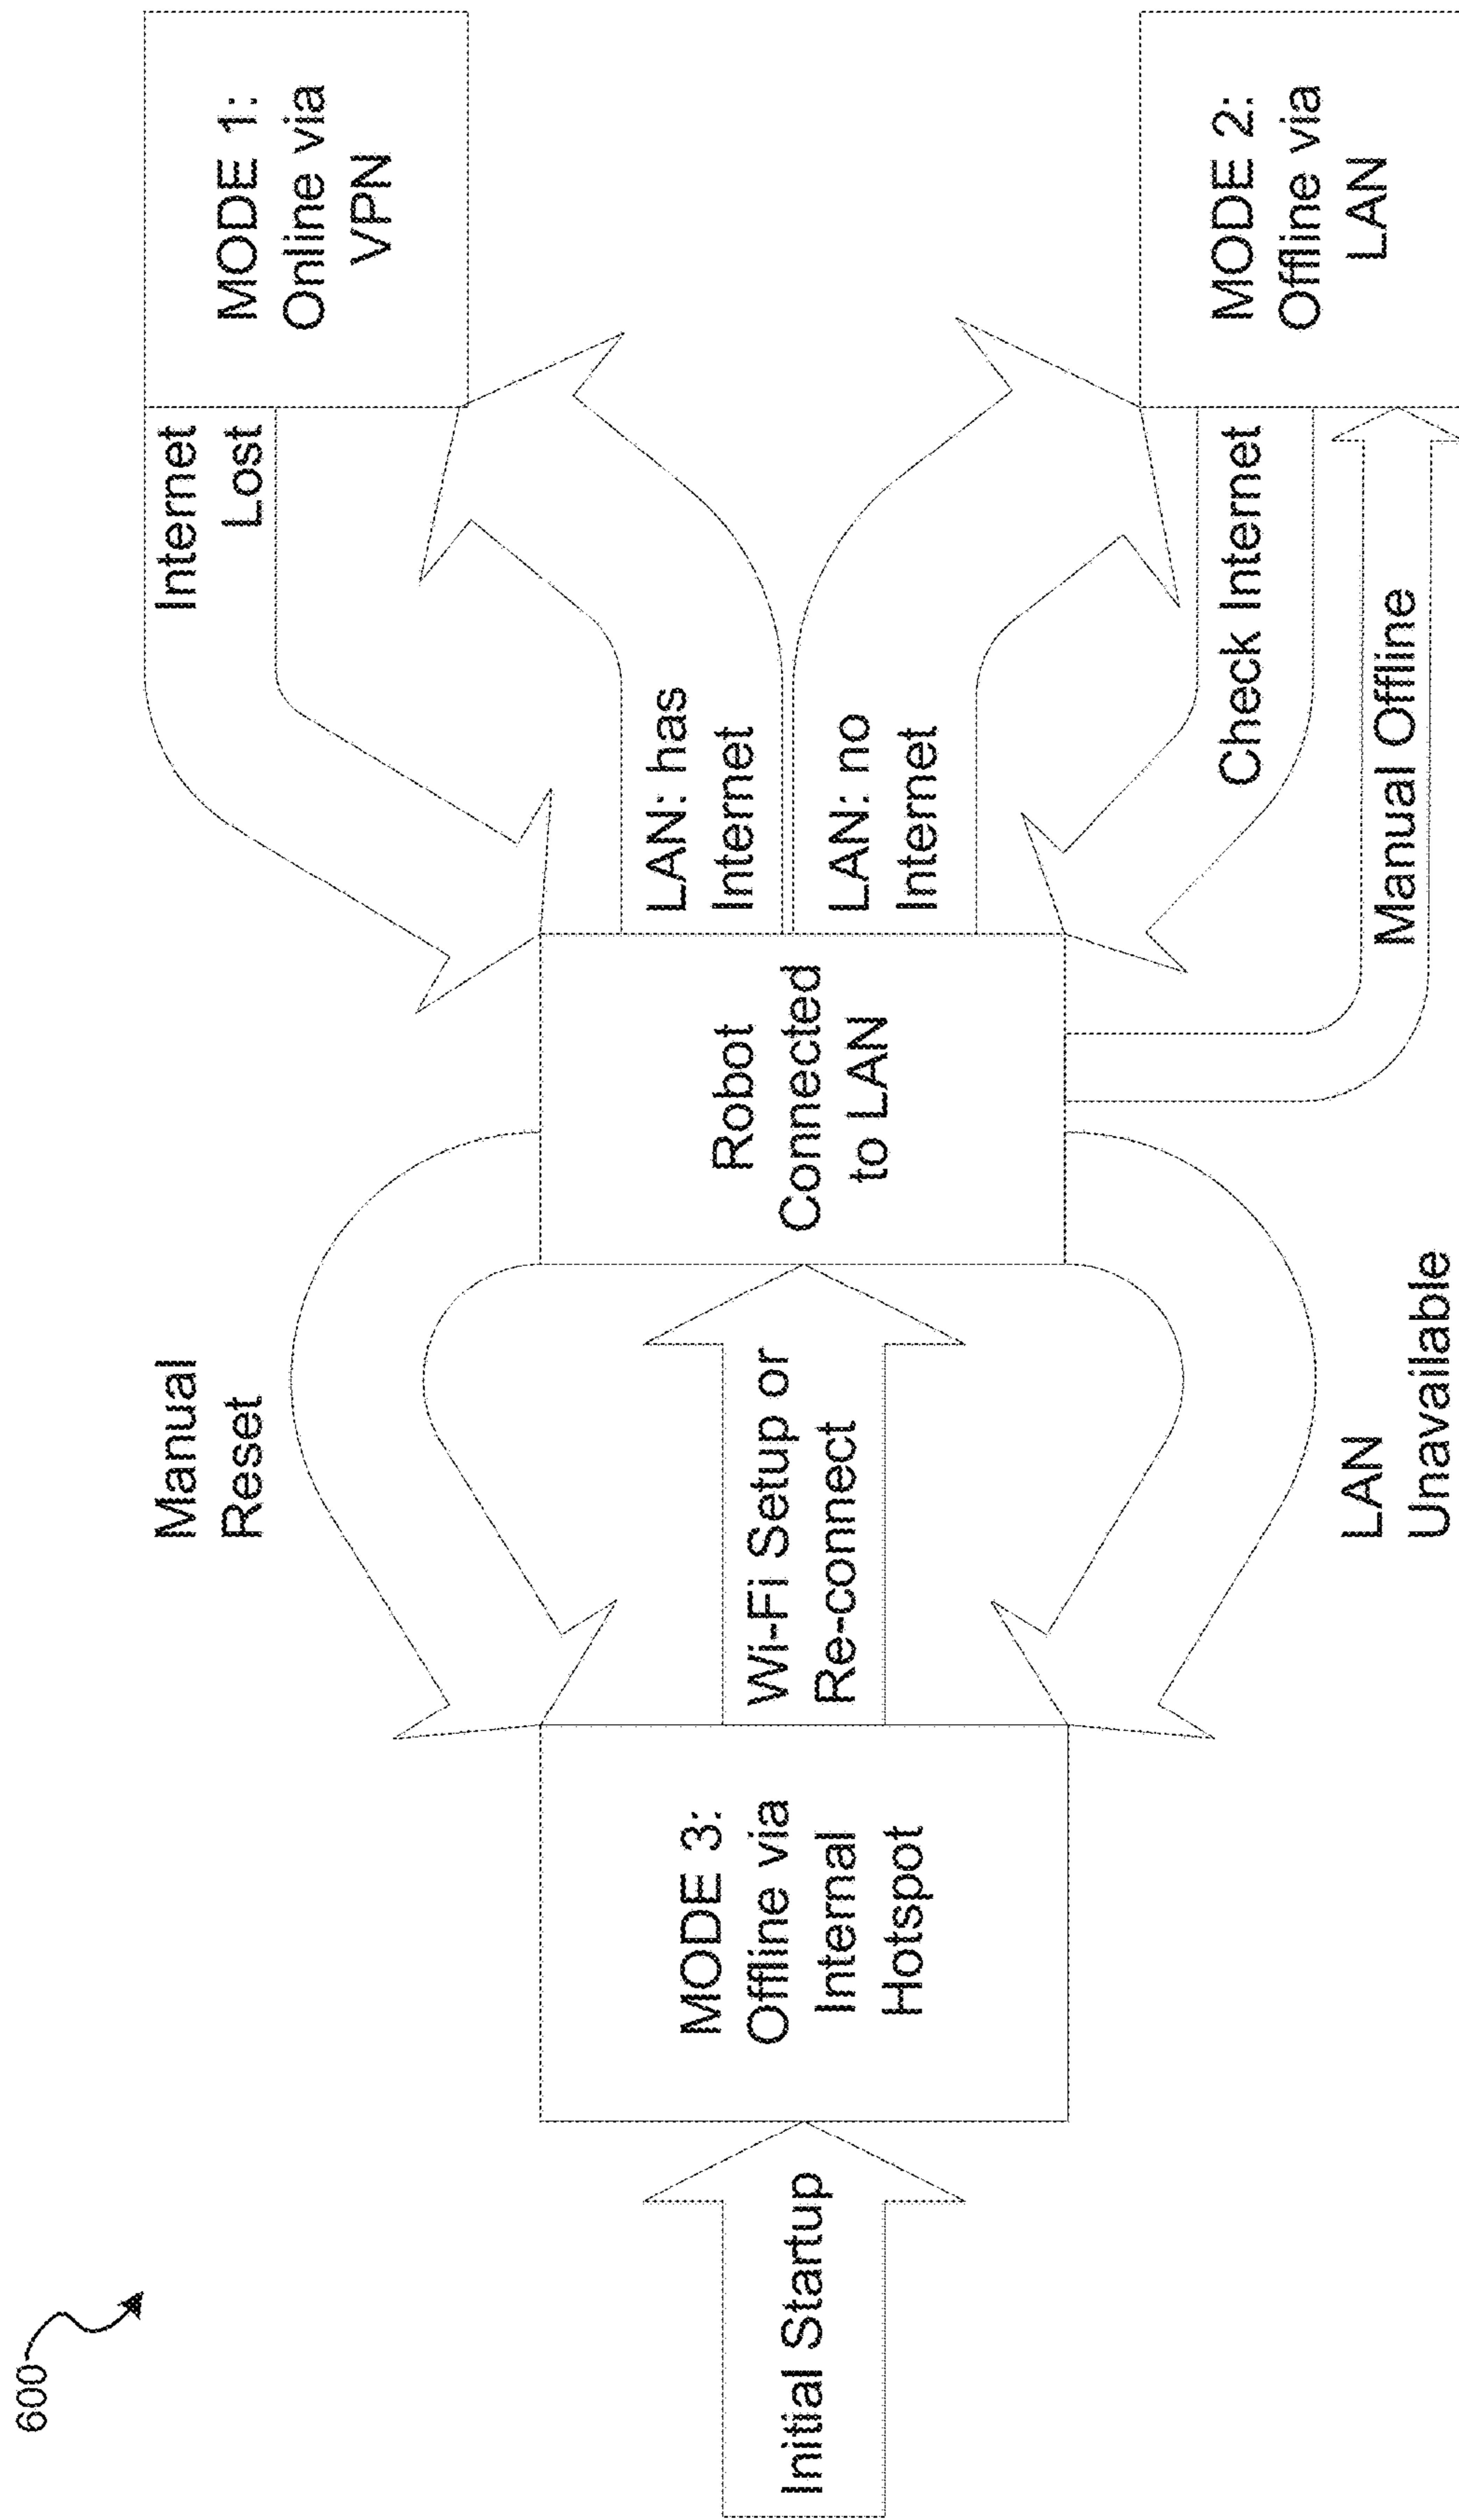 600
Initial Startup
MODE 3:
Offline via
Internal
Hotspot
Manual
Reset
Wi-Fi Setup or
Re-connect
LAN
Unavailable
Robot
Connected
to LAN
Internet
Lost
LAN: has
Internet
LAN: no
Internet
Check Internet
Manual Offline
MODE 1:
Online via
VPN
MODE 2:
Offline via
LAN